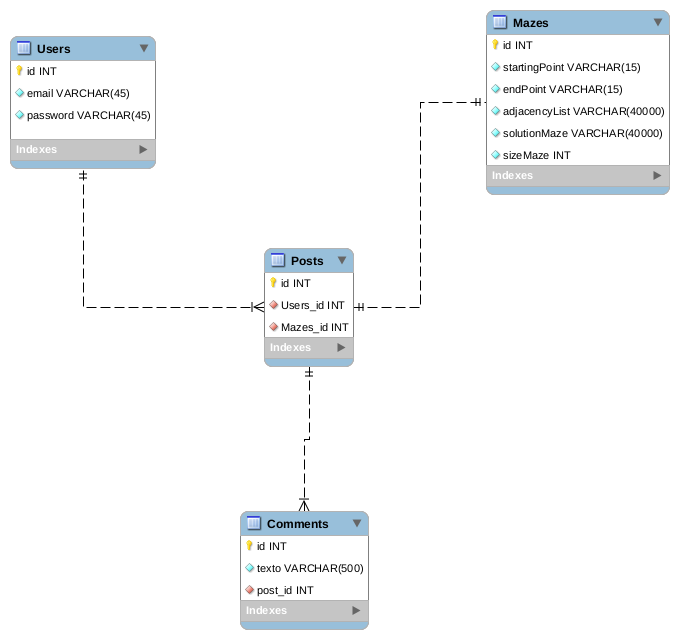 Users
id INT
email VARCHAR(45)
password VARCHAR(45)
Indexes
Mazes
id INT
startingPoint VARCHAR(15)
endPoint VARCHAR(15)
adjacencyList VARCHAR(40000)
solutionMaze VARCHAR(40000)
sizeMaze INT
Indexes
Posts
id INT
Users_id INT
Mazes_id INT
Indexes
Comments
id INT
texto VARCHAR(500)
post_id INT
Indexes